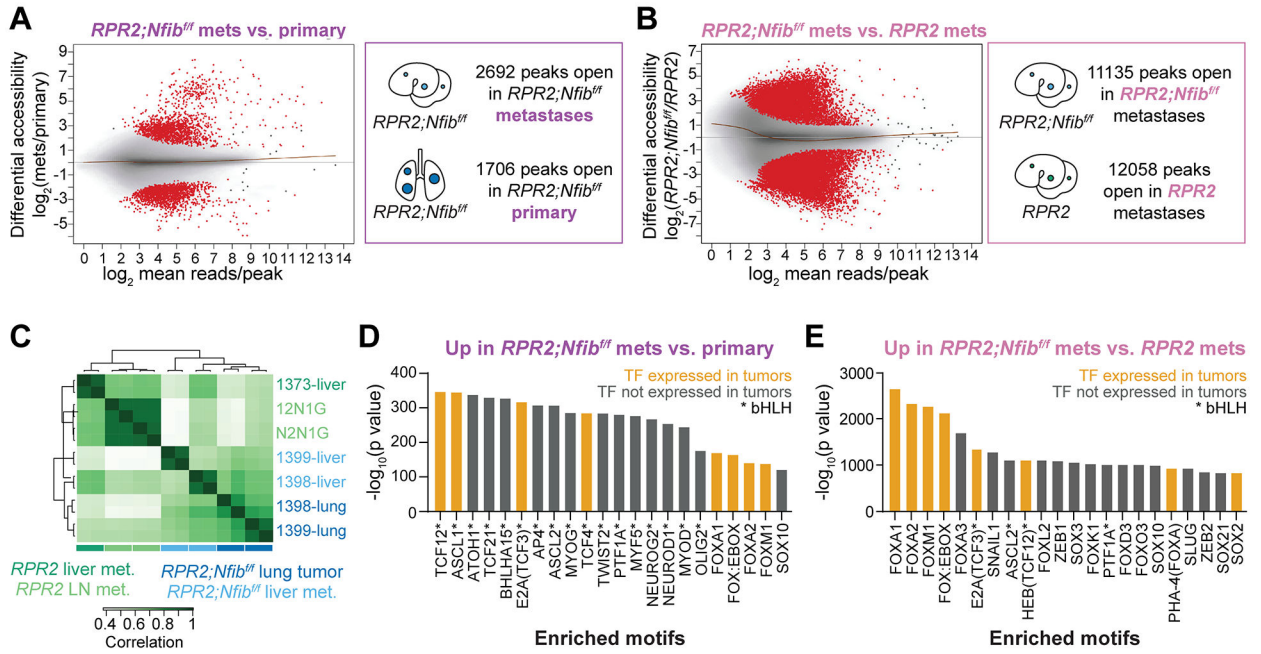 A
RPR2;Nfib^f/f mets vs. primary
Differential accessibility
log2(mets/primary)
9
7
5
3
1
-1
-3
-5
0 1 2 3 4 5 6 7 8 9 10 11 12 13 14
log2 mean reads/peak
RPR2;Nfib^f/f
2692 peaks open
in RPR2;Nfib^f/f
metastases
RPR2;Nfib^f/f
1706 peaks open
in RPR2;Nfib^f/f
primary
B
RPR2;Nfib^f/f mets vs. RPR2 mets
Differential accessibility
log2(RPR2;Nfib^f/f/RPR2)
7
5
3
1
-1
-3
-5
-7
0 1 2 3 4 5 6 7 8 9 10 11 12 13 14
log2 mean reads/peak
RPR2;Nfib^f/f
11135 peaks open
in RPR2;Nfib^f/f
metastases
RPR2
12058 peaks
open in RPR2
metastases
C
1373-liver
12N1G
N2N1G
1399-liver
1398-liver
1398-lung
1399-lung
RPR2 liver met.
RPR2 LN met.
RPR2;Nfib^f/f lung tumor
RPR2;Nfib^f/f liver met.
0.4 0.6 0.8 1
Correlation
D
Up in RPR2;Nfib^f/f mets vs. primary
TF expressed in tumors
TF not expressed in tumors
* bHLH
-log10(p value)
400
300
200
100
0
TCF12*
ASCL1*
ATOH1*
TCF21*
BHLHA15*
E2A(TCF3)*
AP4*
ASCL2*
MYOG*
TCF4*
TWIST2*
PTF1A*
MYF5*
NEUROG2*
NEUROD1*
MYOD*
OLIG2*
FOXA1
FOX:EBOX
FOXA2
FOXM1
SOX10
Enriched motifs
E
Up in RPR2;Nfib^f/f mets vs. RPR2 mets
TF expressed in tumors
TF not expressed in tumors
* bHLH
-log10(p value)
3000
2000
1000
0
FOXA1
FOXA2
FOXM1
FOX:EBOX
FOXA3
E2A(TCF3)*
SNAIL1
ASCL2*
HEB(TCF12)*
FOXL2
ZEB1
SOX3
FOXK1
PTF1A*
FOXD3
FOXO3
SOX10
PHA-4(FOXA)
SLUG
ZEB2
SOX21
SOX2
Enriched motifs